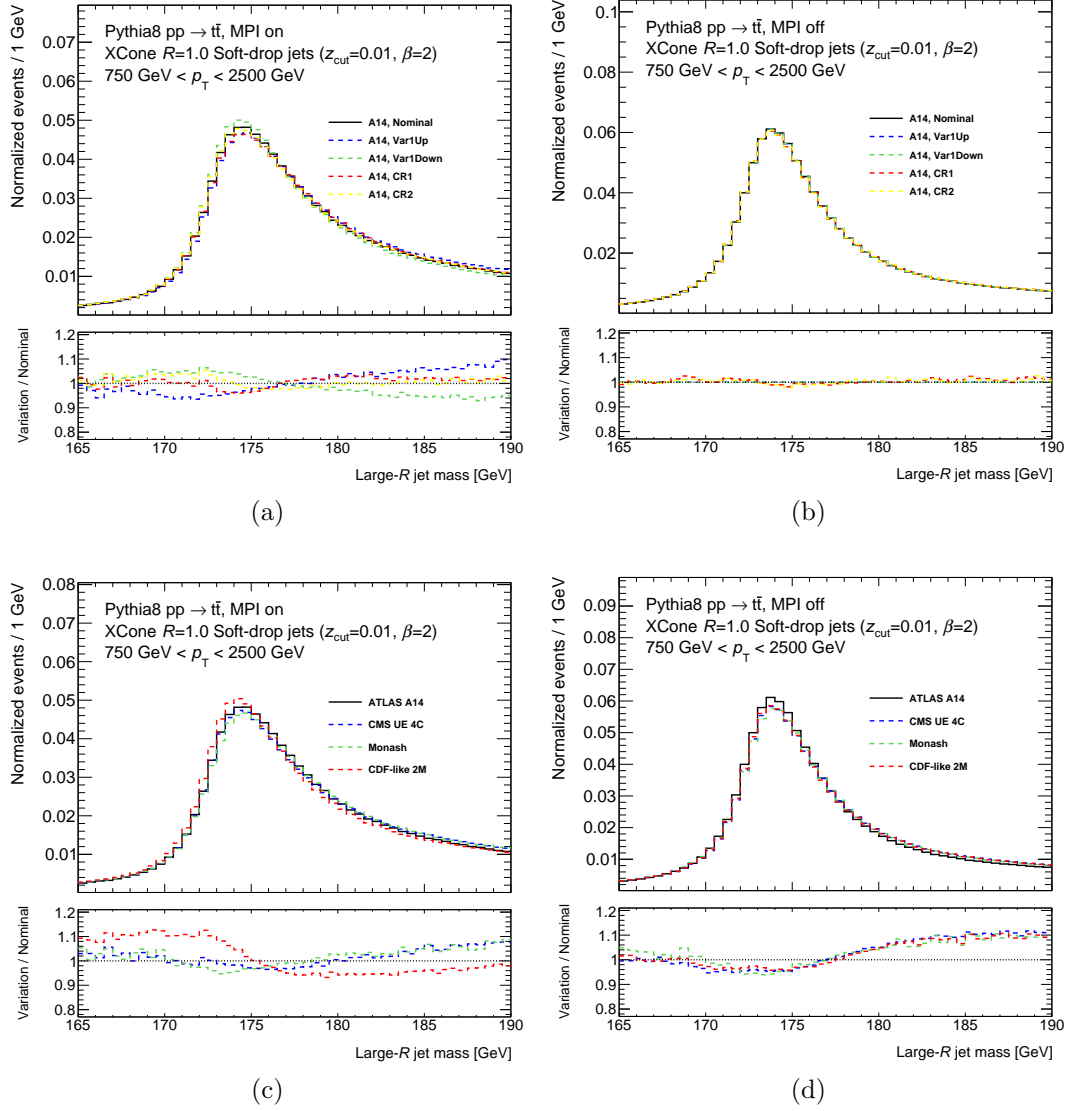 Normalized events / 1 GeV
0.07
0.06
0.05
0.04
0.03
0.02
0.01
Pythia8 pp → tt̄, MPI on
XCone R=1.0 Soft-drop jets (z_cut=0.01, β=2)
750 GeV < p_T < 2500 GeV
A14, Nominal
A14, Var1Up
A14, Var1Down
A14, CR1
A14, CR2
Variation / Nominal
1.2
1.1
1
0.9
0.8
165 170 175 180 185 190
Large-R jet mass [GeV]
(a)
Normalized events / 1 GeV
0.1
0.08
0.06
0.04
0.02
Pythia8 pp → tt̄, MPI off
XCone R=1.0 Soft-drop jets (z_cut=0.01, β=2)
750 GeV < p_T < 2500 GeV
A14, Nominal
A14, Var1Up
A14, Var1Down
A14, CR1
A14, CR2
Variation / Nominal
1.2
1.1
1
0.9
0.8
165 170 175 180 185 190
Large-R jet mass [GeV]
(b)
Normalized events / 1 GeV
0.08
0.07
0.06
0.05
0.04
0.03
0.02
0.01
Pythia8 pp → tt̄, MPI on
XCone R=1.0 Soft-drop jets (z_cut=0.01, β=2)
750 GeV < p_T < 2500 GeV
ATLAS A14
CMS UE 4C
Monash
CDF-like 2M
Variation / Nominal
1.2
1.1
1
0.9
0.8
165 170 175 180 185 190
Large-R jet mass [GeV]
(c)
Normalized events / 1 GeV
0.09
0.08
0.07
0.06
0.05
0.04
0.03
0.02
0.01
Pythia8 pp → tt̄, MPI off
XCone R=1.0 Soft-drop jets (z_cut=0.01, β=2)
750 GeV < p_T < 2500 GeV
ATLAS A14
CMS UE 4C
Monash
CDF-like 2M
Variation / Nominal
1.2
1.1
1
0.9
0.8
165 170 175 180 185 190
Large-R jet mass [GeV]
(d)